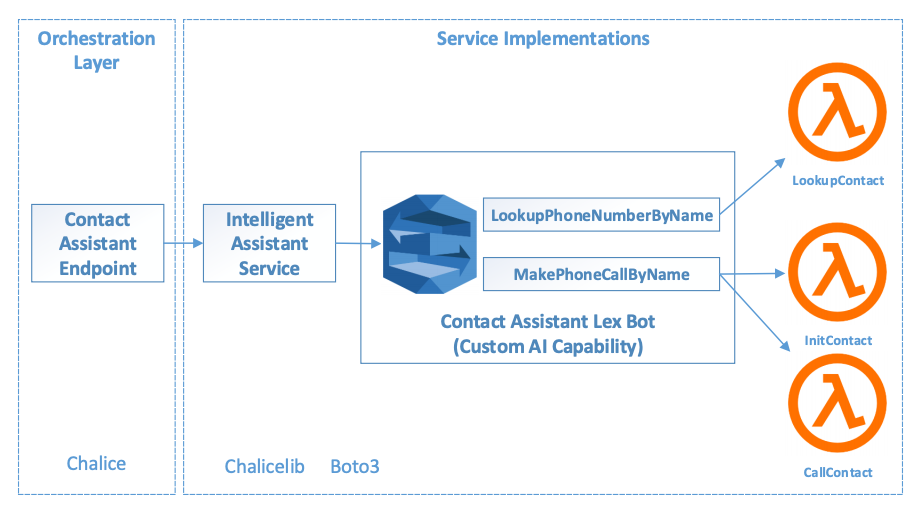 Orchestration
Layer
Service Implementations
Contact
Assistant
Endpoint
Intelligent
Assistant
Service
LookupPhoneNumberByName
MakePhoneCallByName
Contact Assistant Lex Bot
(Custom AI Capability)
LookupContact
InitContact
CallContact
Chalice
Chalicelib
Boto3